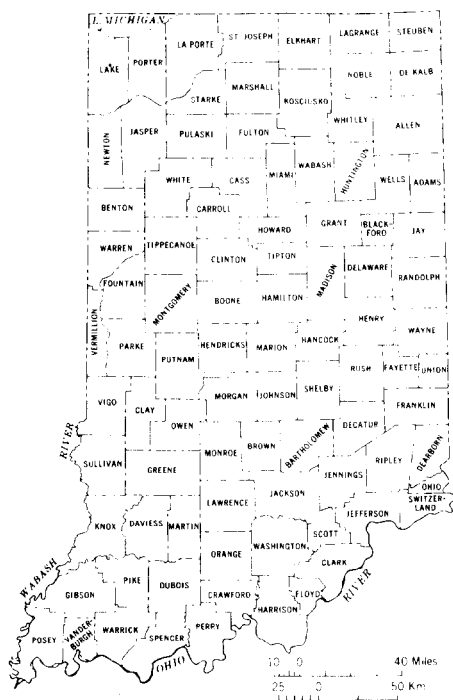 L. MICHIGAN
LAKE
PORTER
LA PORTE
ST JOSEPH
ELKHART
LAGRANGE
STEUBEN
NOBLE
DE KALB
STARKE
MARSHALL
KOSCIUSKO
WHITLEY
ALLEN
NEWTON
JASPER
PULASKI
FULTON
WABASH
MIAMI
HUNTINGTON
WELLS
ADAMS
WHITE
CASS
BENTON
CARROLL
HOWARD
GRANT
BLACK-
FORD
JAY
WARREN
TIPPECANOE
CLINTON
TIPTON
MADISON
DELAWARE
RANDOLPH
FOUNTAIN
MONTGOMERY
BOONE
HAMILTON
HENRY
WAYNE
VERMILLION
PARKE
PUTNAM
HENDRICKS
MARION
HANCOCK
RUSH
FAYETTE
UNION
VIGO
CLAY
OWEN
MORGAN
JOHNSON
SHELBY
DECATUR
FRANKLIN
SULLIVAN
GREENE
MONROE
BROWN
BARTHOLOMEW
JENNINGS
RIPLEY
DEARBORN
OHIO
SWITZER-
LAND
KNOX
DAVIESS
MARTIN
LAWRENCE
JACKSON
JEFFERSON
SCOTT
ORANGE
WASHINGTON
CLARK
GIBSON
PIKE
DUBOIS
CRAWFORD
HARRISON
FLOYD
POSEY
VANDER-
BURGH
WARRICK
SPENCER
PERRY
WABASH RIVER
OHIO RIVER
10 0 40 Miles
25 0 50 Km